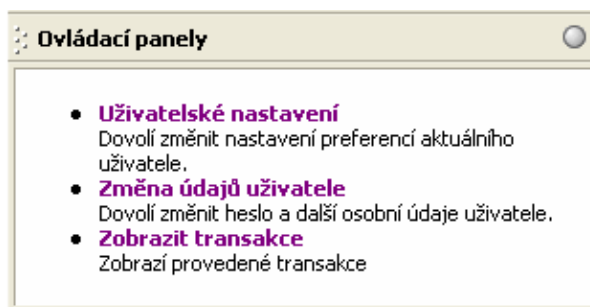 Ovládací panely
Uživatelské nastavení
Dovolí změnit nastavení preferencí aktuálního
uživatele.
Změna údajů uživatele
Dovolí změnit heslo a další osobní údaje uživatele.
Zobrazit transakce
Zobrazí provedené transakce